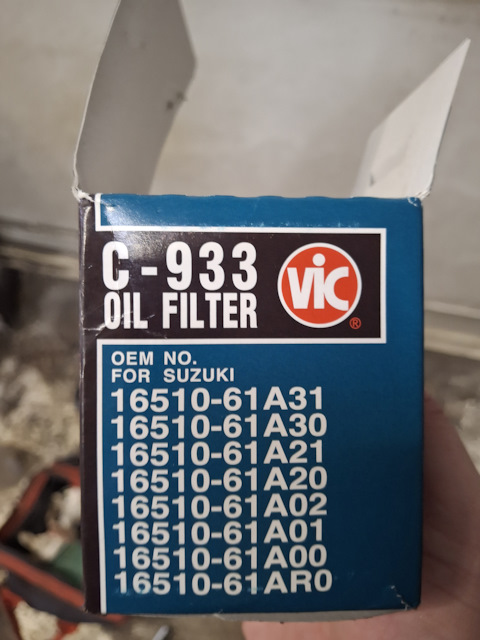 C-933
OIL FILTER
VIC
®
OEM NO.
FOR SUZUKI
16510-61A31
16510-61A30
16510-61A21
16510-61A20
16510-61A02
16510-61A01
16510-61A00
16510-61AR0